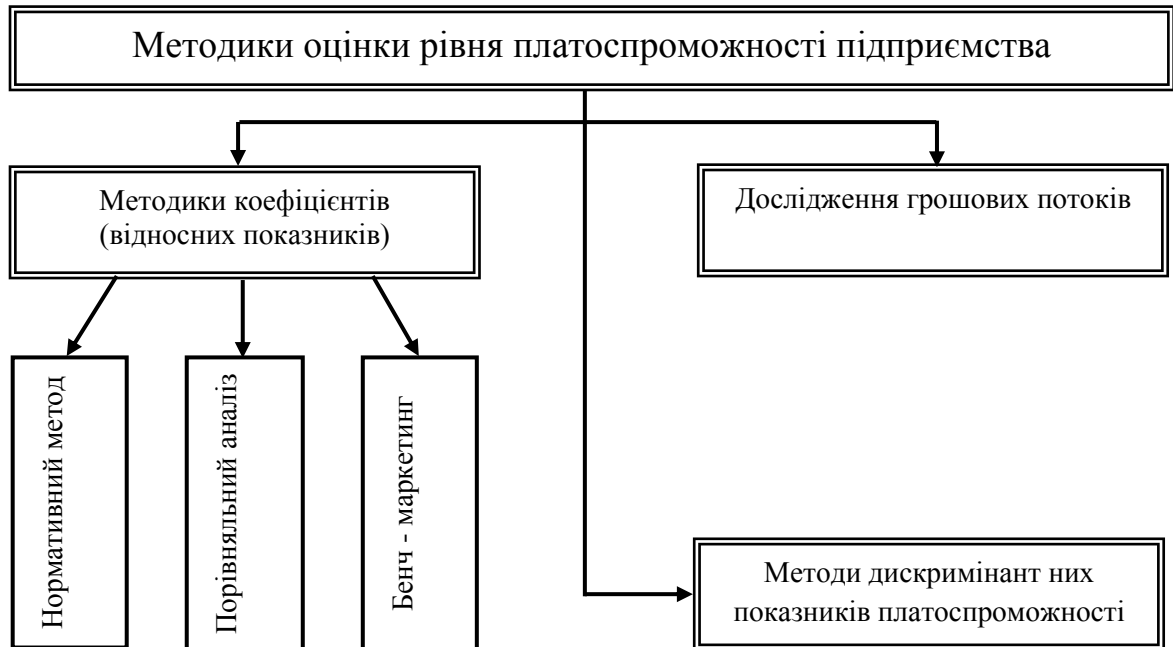 Методики оцінки рівня платоспроможності підприємства
Методики коефіцієнтів
(відносних показників)
Дослідження грошових потоків
Нормативний метод
Порівняльний аналіз
Бенч - маркетинг
Методи дискримінант них
показників платоспроможності